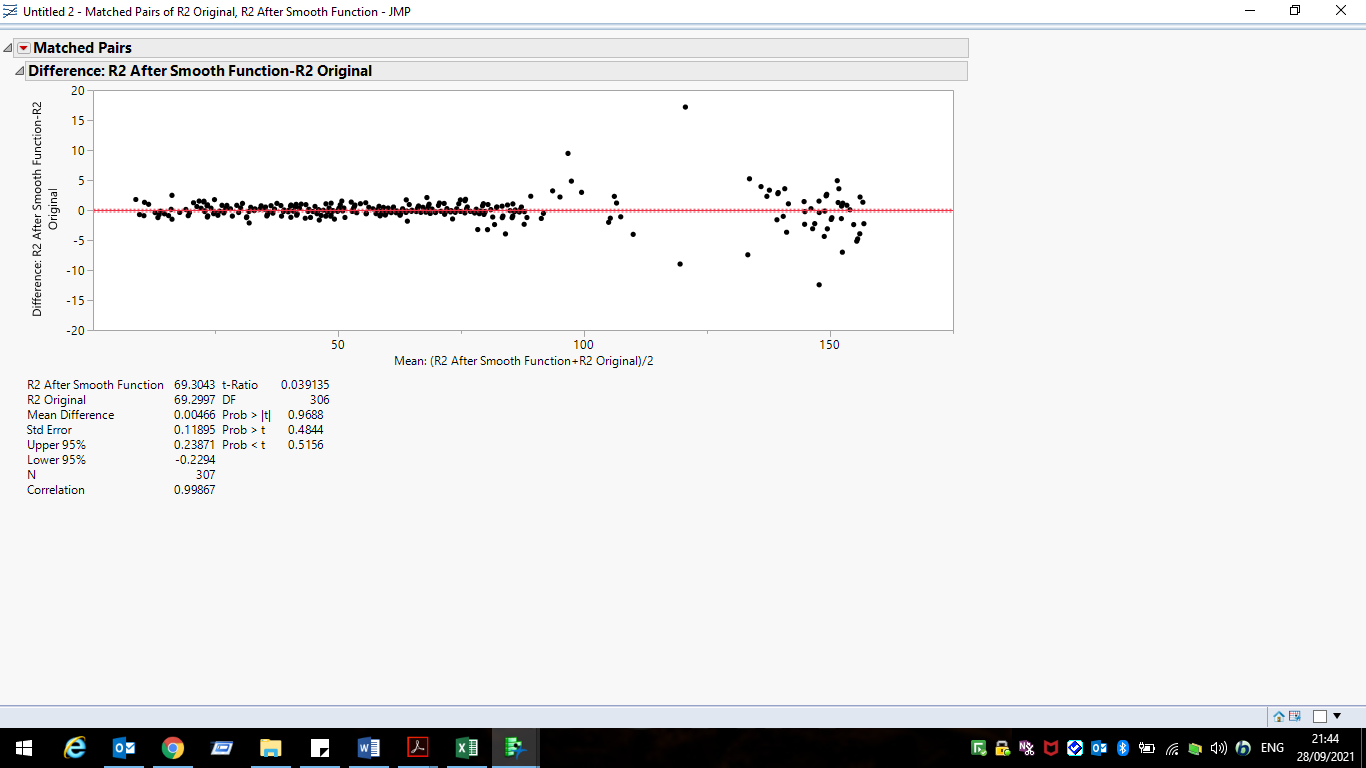 Untitled 2 - Matched Pairs of R2 Original, R2 After Smooth Function - JMP
Matched Pairs
Difference: R2 After Smooth Function-R2 Original
Difference: R2 After Smooth Function-R2
Original
20
15
10
5
0
-5
-10
-15
-20
50
100
150
Mean: (R2 After Smooth Function+R2 Original)/2
R2 After Smooth Function 69.3043 t-Ratio 0.039135
R2 Original 69.2997 DF 306
Mean Difference 0.00466 Prob > |t| 0.9688
Std Error 0.11895 Prob > t 0.4844
Upper 95% 0.23871 Prob < t 0.5156
Lower 95% -0.2294
N 307
Correlation 0.99867
ENG
21:44
28/09/2021